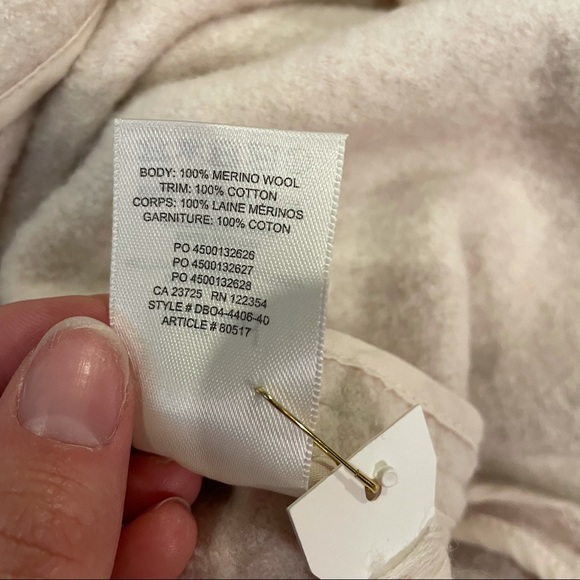 BODY: 100% MERINO WOOL
TRIM: 100% COTTON
CORPS: 100% LAINE MÉRINOS
GARNITURE: 100% COTON
PO 4500132626
PO 4500132627
PO 4500132628
CA 23725 RN 122354
STYLE # DBO4-4406-40
ARTICLE # 80517